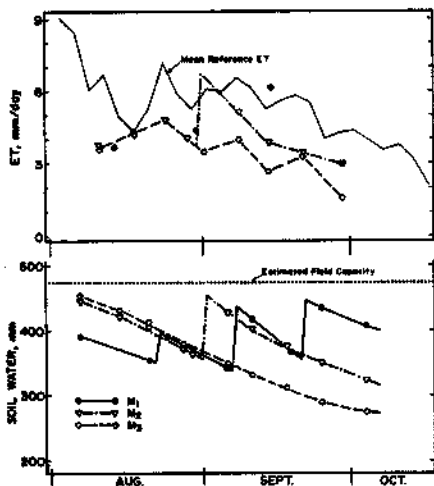 9
6
3
0
ET, mm/day
Mean Reference ET
500
400
300
200
SOIL WATER, mm
Estimated Field Capacity
M1
M2
M3
AUG.
SEPT.
OCT.